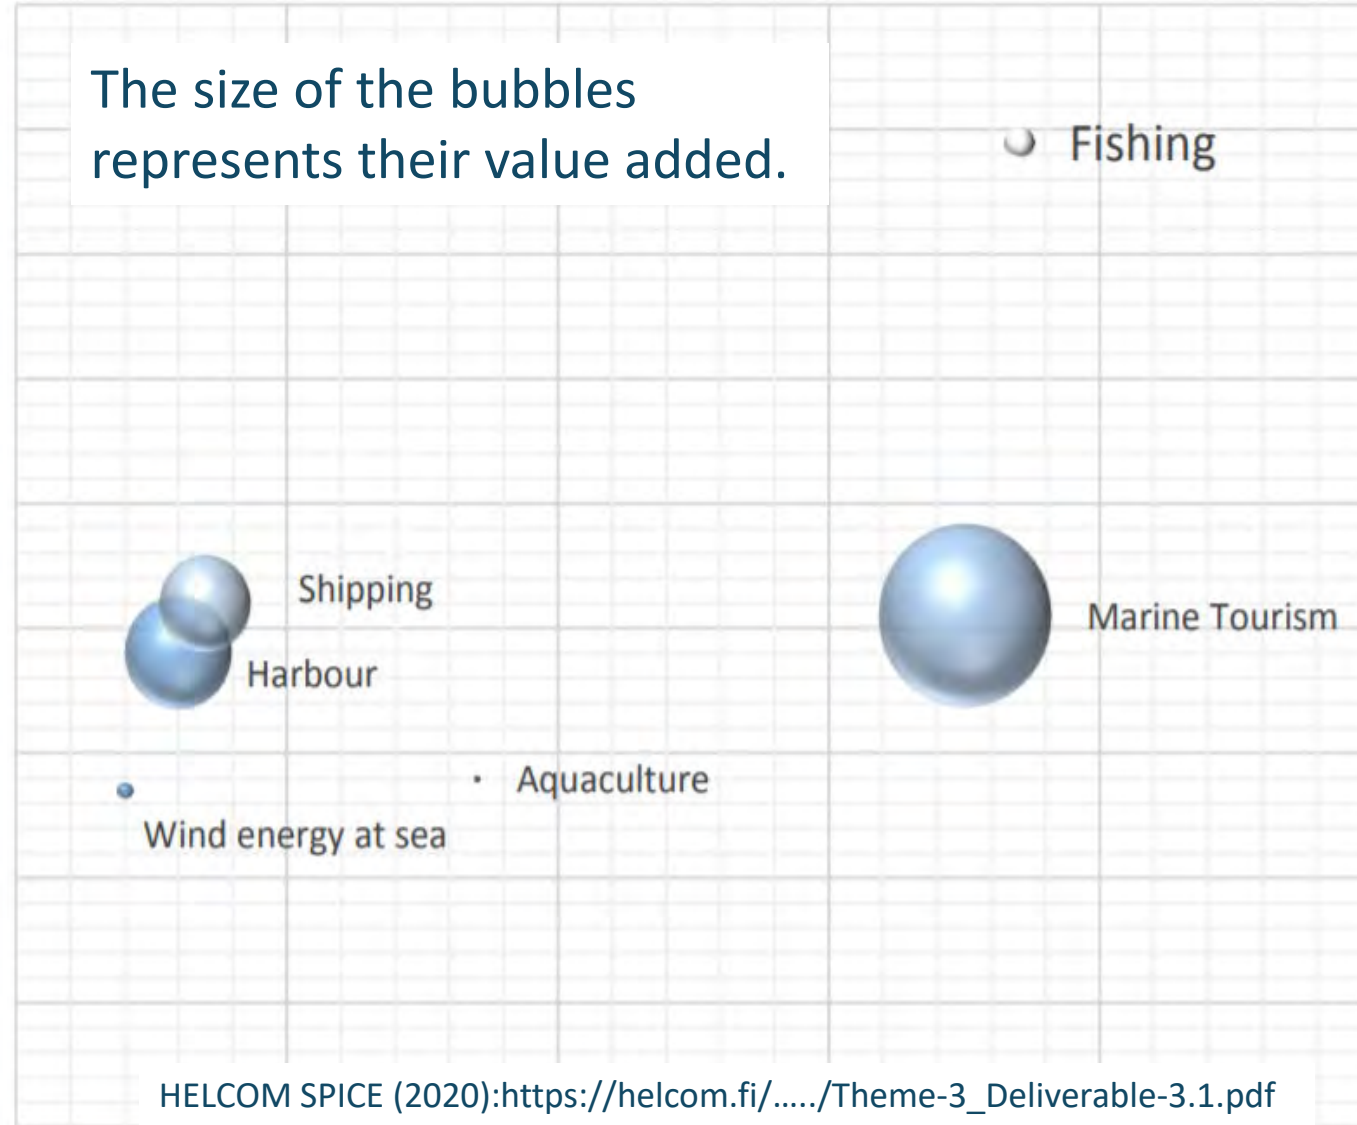 The size of the bubbles
represents their value added.
Fishing
Shipping
Marine Tourism
Harbour
Aquaculture
Wind energy at sea
HELCOM SPICE (2020):https://helcom.fi/...../Theme-3_Deliverable-3.1.pdf